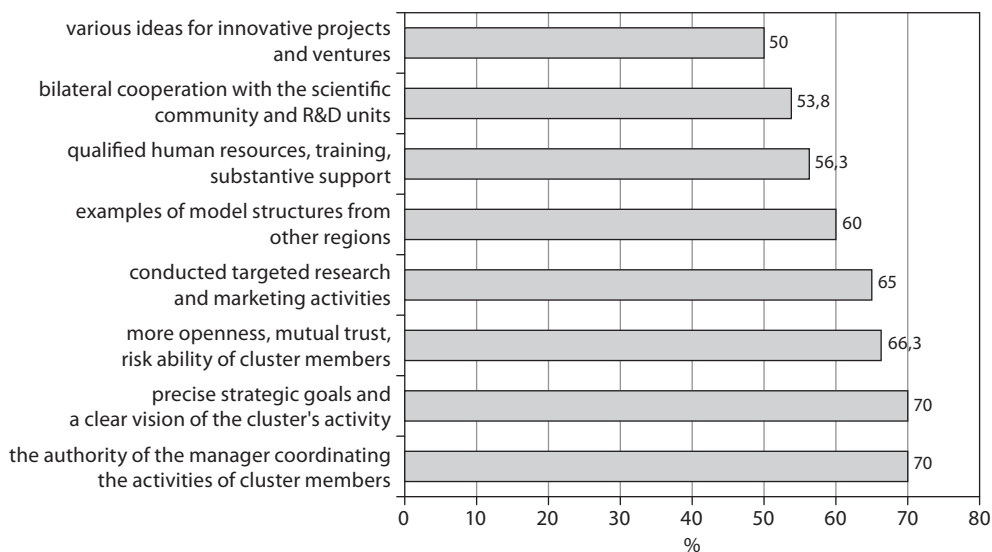 various ideas for innovative projects
and ventures
50
bilateral cooperation with the scientific
community and R&D units
53,8
qualified human resources, training,
substantive support
56,3
examples of model structures from
other regions
60
conducted targeted research
and marketing activities
65
more openness, mutual trust,
risk ability of cluster members
66,3
precise strategic goals and
a clear vision of the cluster's activity
70
the authority of the manager coordinating
the activities of cluster members
70
0 10 20 30 40 50 60 70 80
%